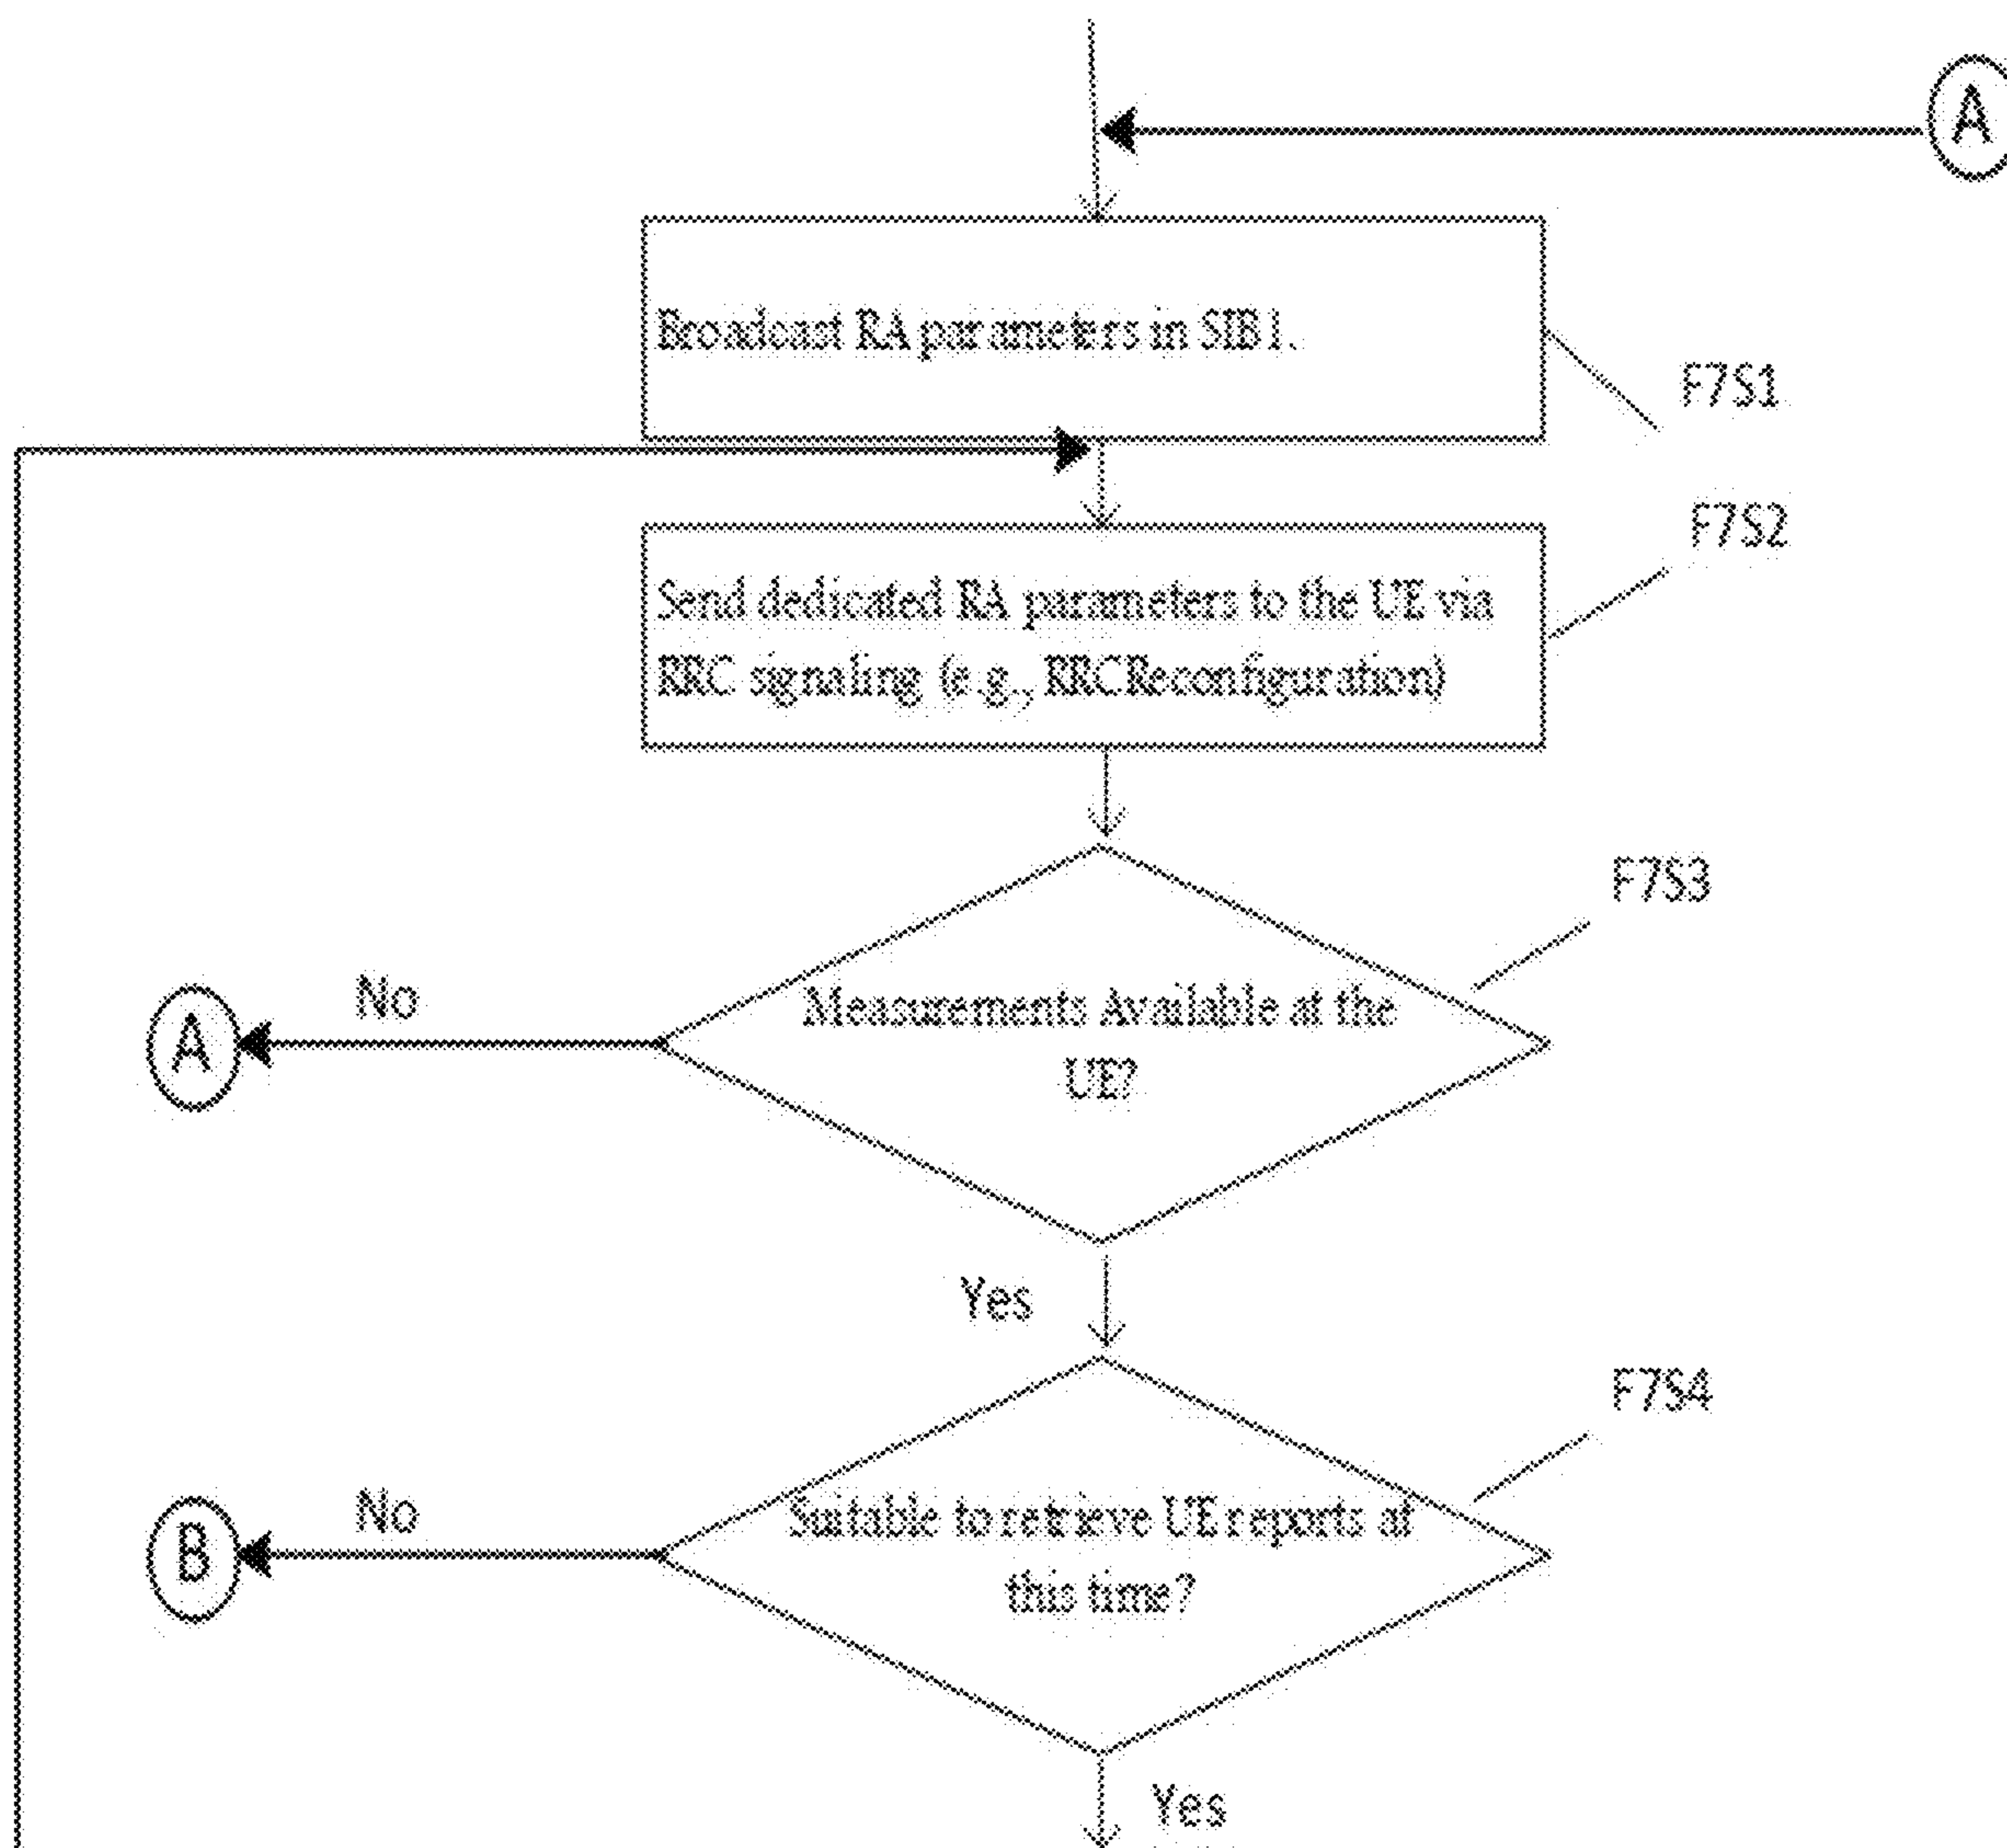 A
Broadcast RA parameters in SIB1.
F7S1
F7S2
Send dedicated RA parameters to the UE via
RRC signaling (e.g., RRCReconfiguration)
F7S3
No
A
Measurements Available at the
UE?
Yes
F7S4
No
B
Suitable to retrieve UE reports at
this time?
Yes